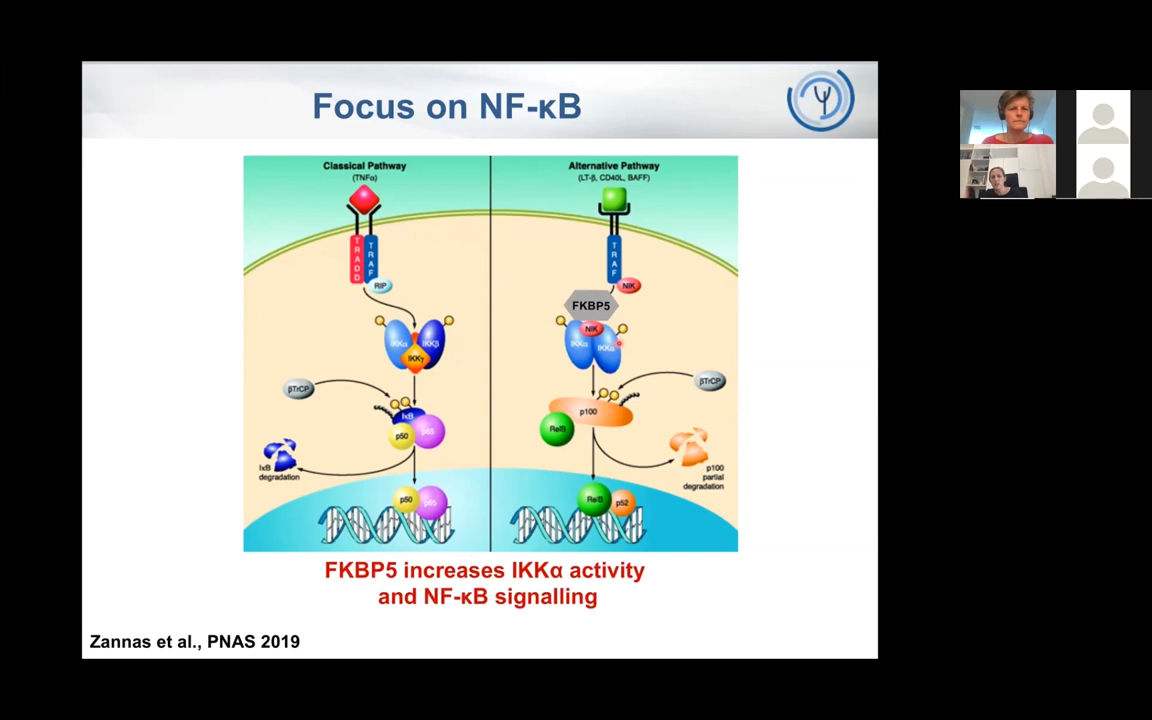 Focus on NF-κB
Classical Pathway
(TNFα)
Alternative Pathway
(LT-β, CD40L, BAFF)
TRADD
TRAF
RIP
TRAF
NIK
FKBP5
NIK
IKKα
IKKβ
IKKγ
IKKα
IKKα
βTrCP
βTrCP
IκB
p50
p65
p100
RelB
IκB
degradation
p100
partial
degradation
p50
p65
RelB
p52
FKBP5 increases IKKα activity
and NF-κB signalling
Zannas et al., PNAS 2019